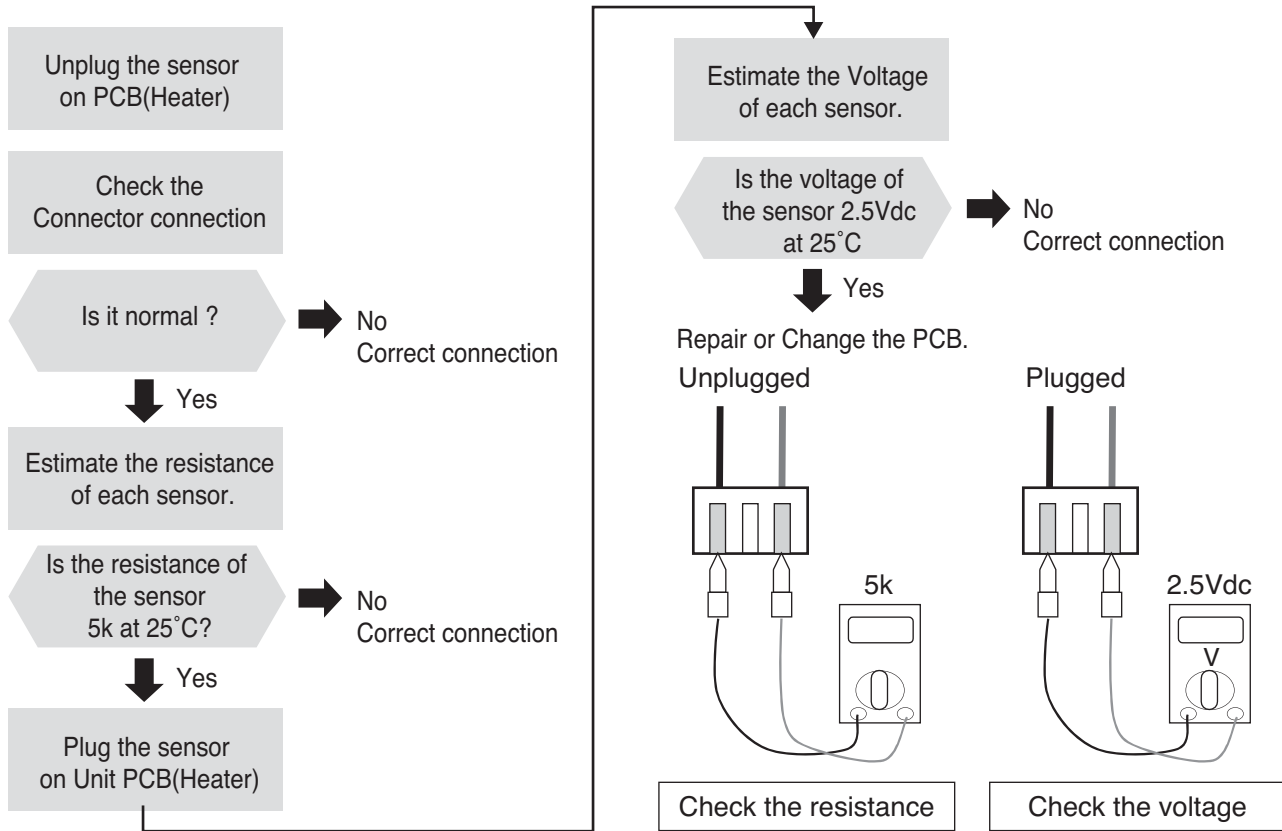 Unplug the sensor
on PCB(Heater)
Check the
Connector connection
Is it normal ?
No
Correct connection
Yes
Estimate the resistance
of each sensor.
Is the resistance of
the sensor
5k at 25˚C?
No
Correct connection
Yes
Plug the sensor
on Unit PCB(Heater)
Estimate the Voltage
of each sensor.
Is the voltage of
the sensor 2.5Vdc
at 25˚C
No
Correct connection
Yes
Repair or Change the PCB.
Unplugged
5k
Check the resistance
Plugged
2.5Vdc
V
Check the voltage